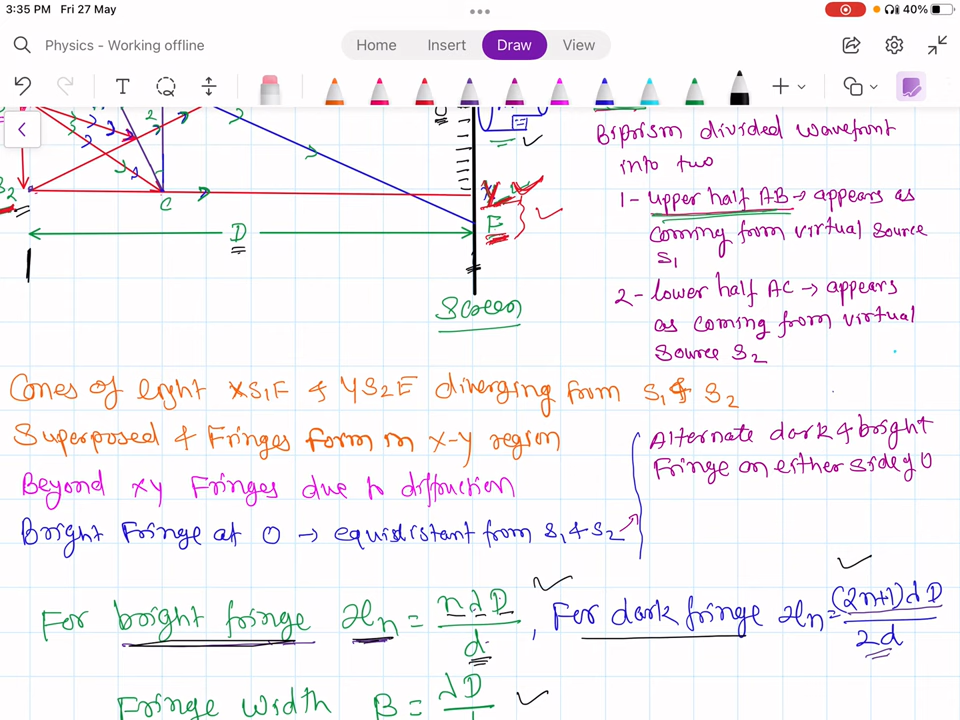 3:35 PM Fri 27 May
40%
Physics - Working offline
Home Insert Draw View
S2
C
D
Y
E
Screen
Biprism divided wavefront
into two
1- upper half AB → appears as
coming from virtual source
S1
2- lower half AC → appears
as coming from virtual
source S2
Cones of light XS1F & YS2E diverging from S1 & S2
Superposed & Fringes form in x-y region
Beyond xy Fringes due to diffraction
Bright Fringe at O → equidistant from S1 & S2
Alternate dark & bright
Fringe on either side of O
For bright fringe xn = nλD/d , For dark fringe xn = (2n+1)λD/2d
Fringe width B = λD/d